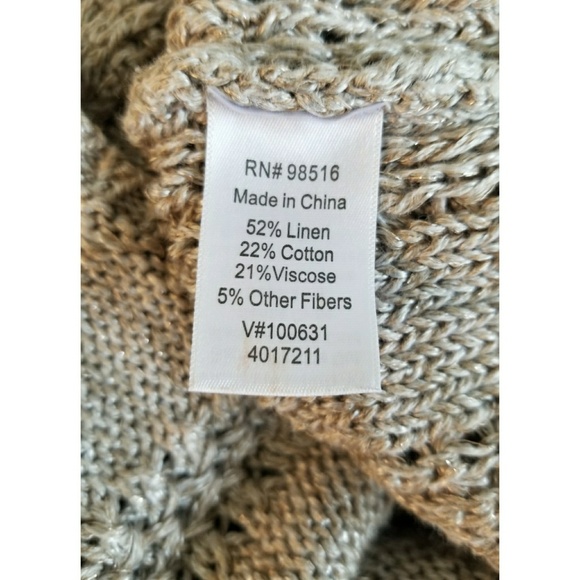 RN# 98516
Made in China
52% Linen
22% Cotton
21%Viscose
5% Other Fibers
V#100631
4017211